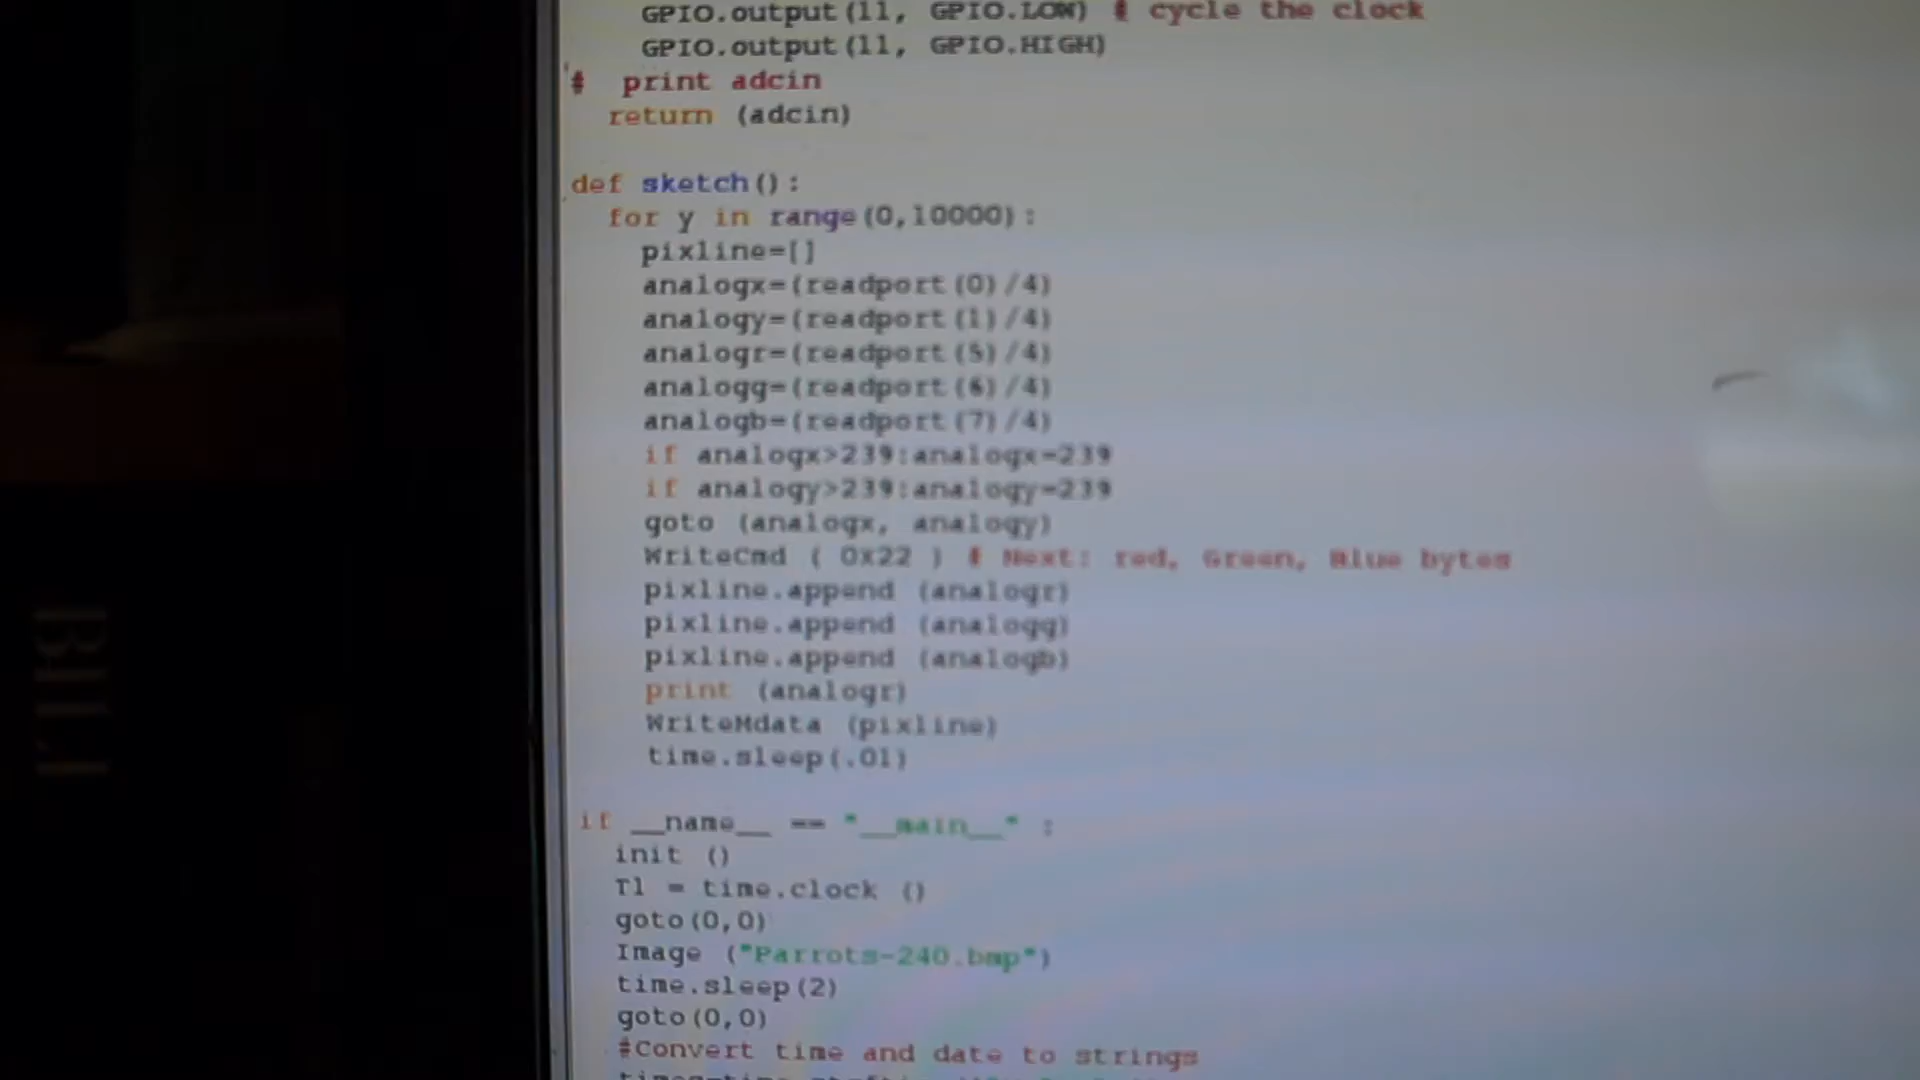 GPIO.output(11, GPIO.LOW) # cycle the clock
GPIO.output(11, GPIO.HIGH)
#  print adcin
return (adcin)
def sketch():
for y in range(0,10000):
pixline=[]
analogx=(readport(0)/4)
analogy=(readport(1)/4)
analogr=(readport(5)/4)
analogg=(readport(6)/4)
analogb=(readport(7)/4)
if analogx>239:analogx=239
if analogy>239:analogy=239
goto (analogx, analogy)
WriteCmd ( 0x22 ) # Next: red, Green, Blue bytes
pixline.append (analogr)
pixline.append (analogg)
pixline.append (analogb)
print (analogr)
WriteMdata (pixline)
time.sleep(.01)
if __name__ == "__main__" :
init ()
T1 = time.clock ()
goto(0,0)
Image ("Parrots-240.bmp")
time.sleep(2)
goto(0,0)
#Convert time and date to strings